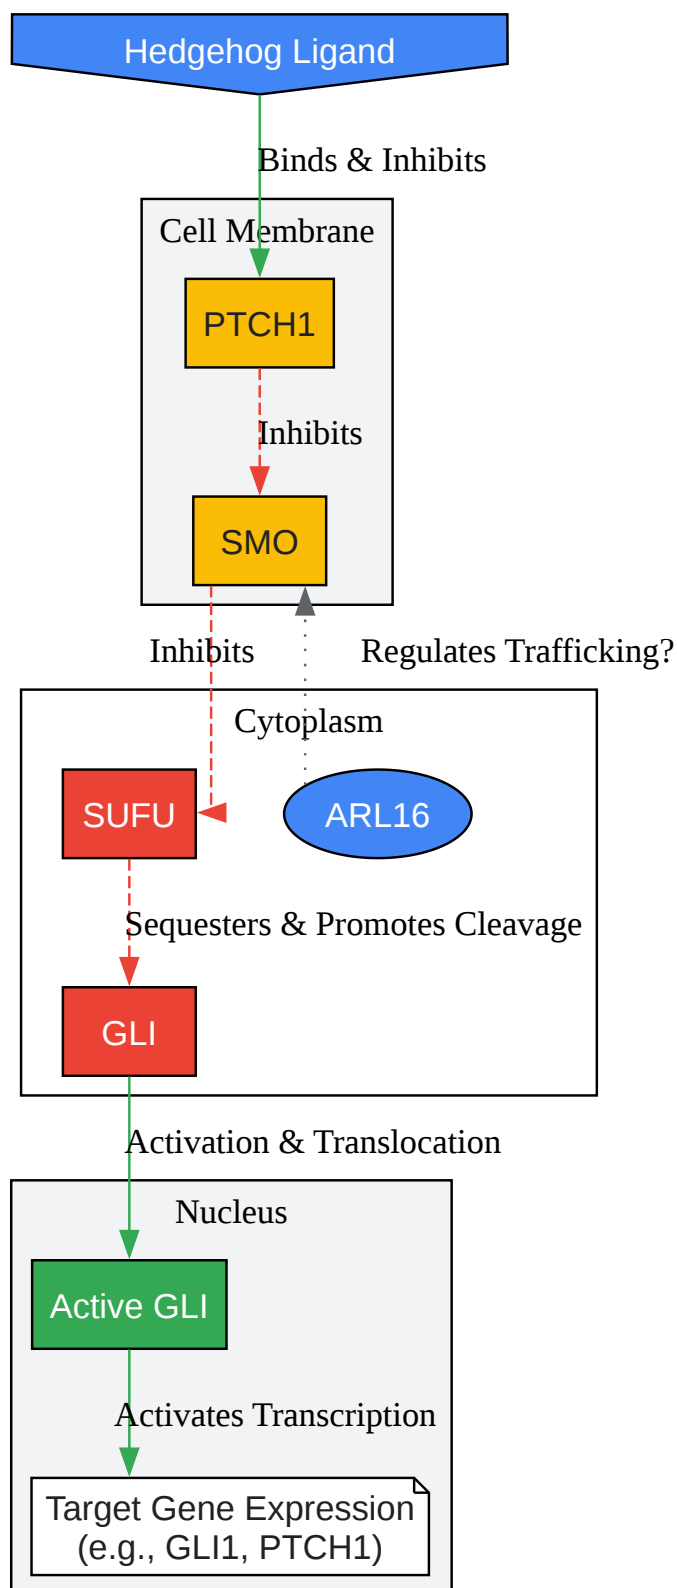 Hedgehog Ligand
Binds & Inhibits
Cell Membrane
PTCH1
Inhibits
SMO
Inhibits
Regulates Trafficking?
Cytoplasm
SUFU
ARL16
Sequesters & Promotes Cleavage
GLI
Activation & Translocation
Nucleus
Active GLI
Activates Transcription
Target Gene Expression
(e.g., GLI1, PTCH1)